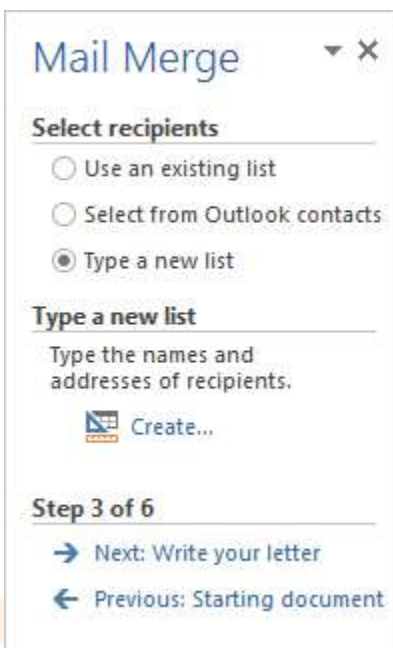 Mail Merge
Select recipients
Use an existing list
Select from Outlook contacts
Type a new list
Type a new list
Type the names and
addresses of recipients.
Create...
Step 3 of 6
Next: Write your letter
Previous: Starting document